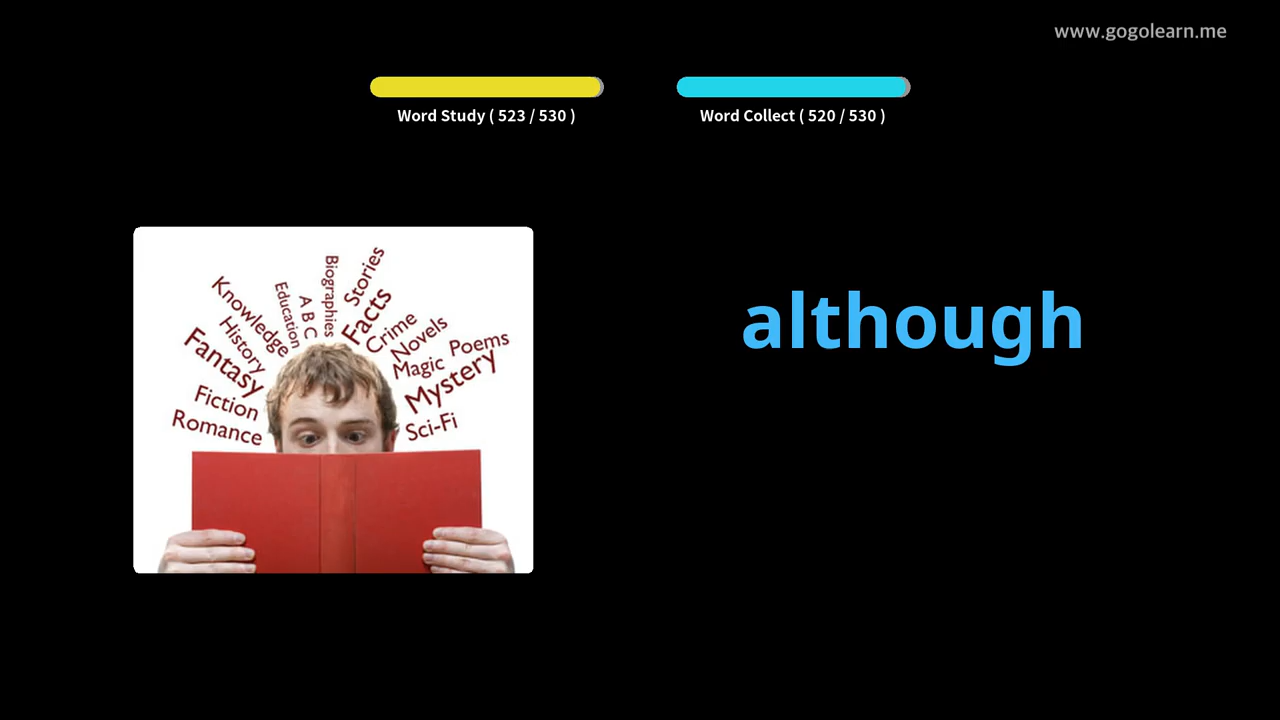 www.gogolearn.me
Word Study ( 523 / 530 )
Word Collect ( 520 / 530 )
although
Romance
Fiction
Fantasy
History
Knowledge
Education
A B C
Biographies
Stories
Facts
Crime
Novels
Magic
Poems
Mystery
Sci-Fi